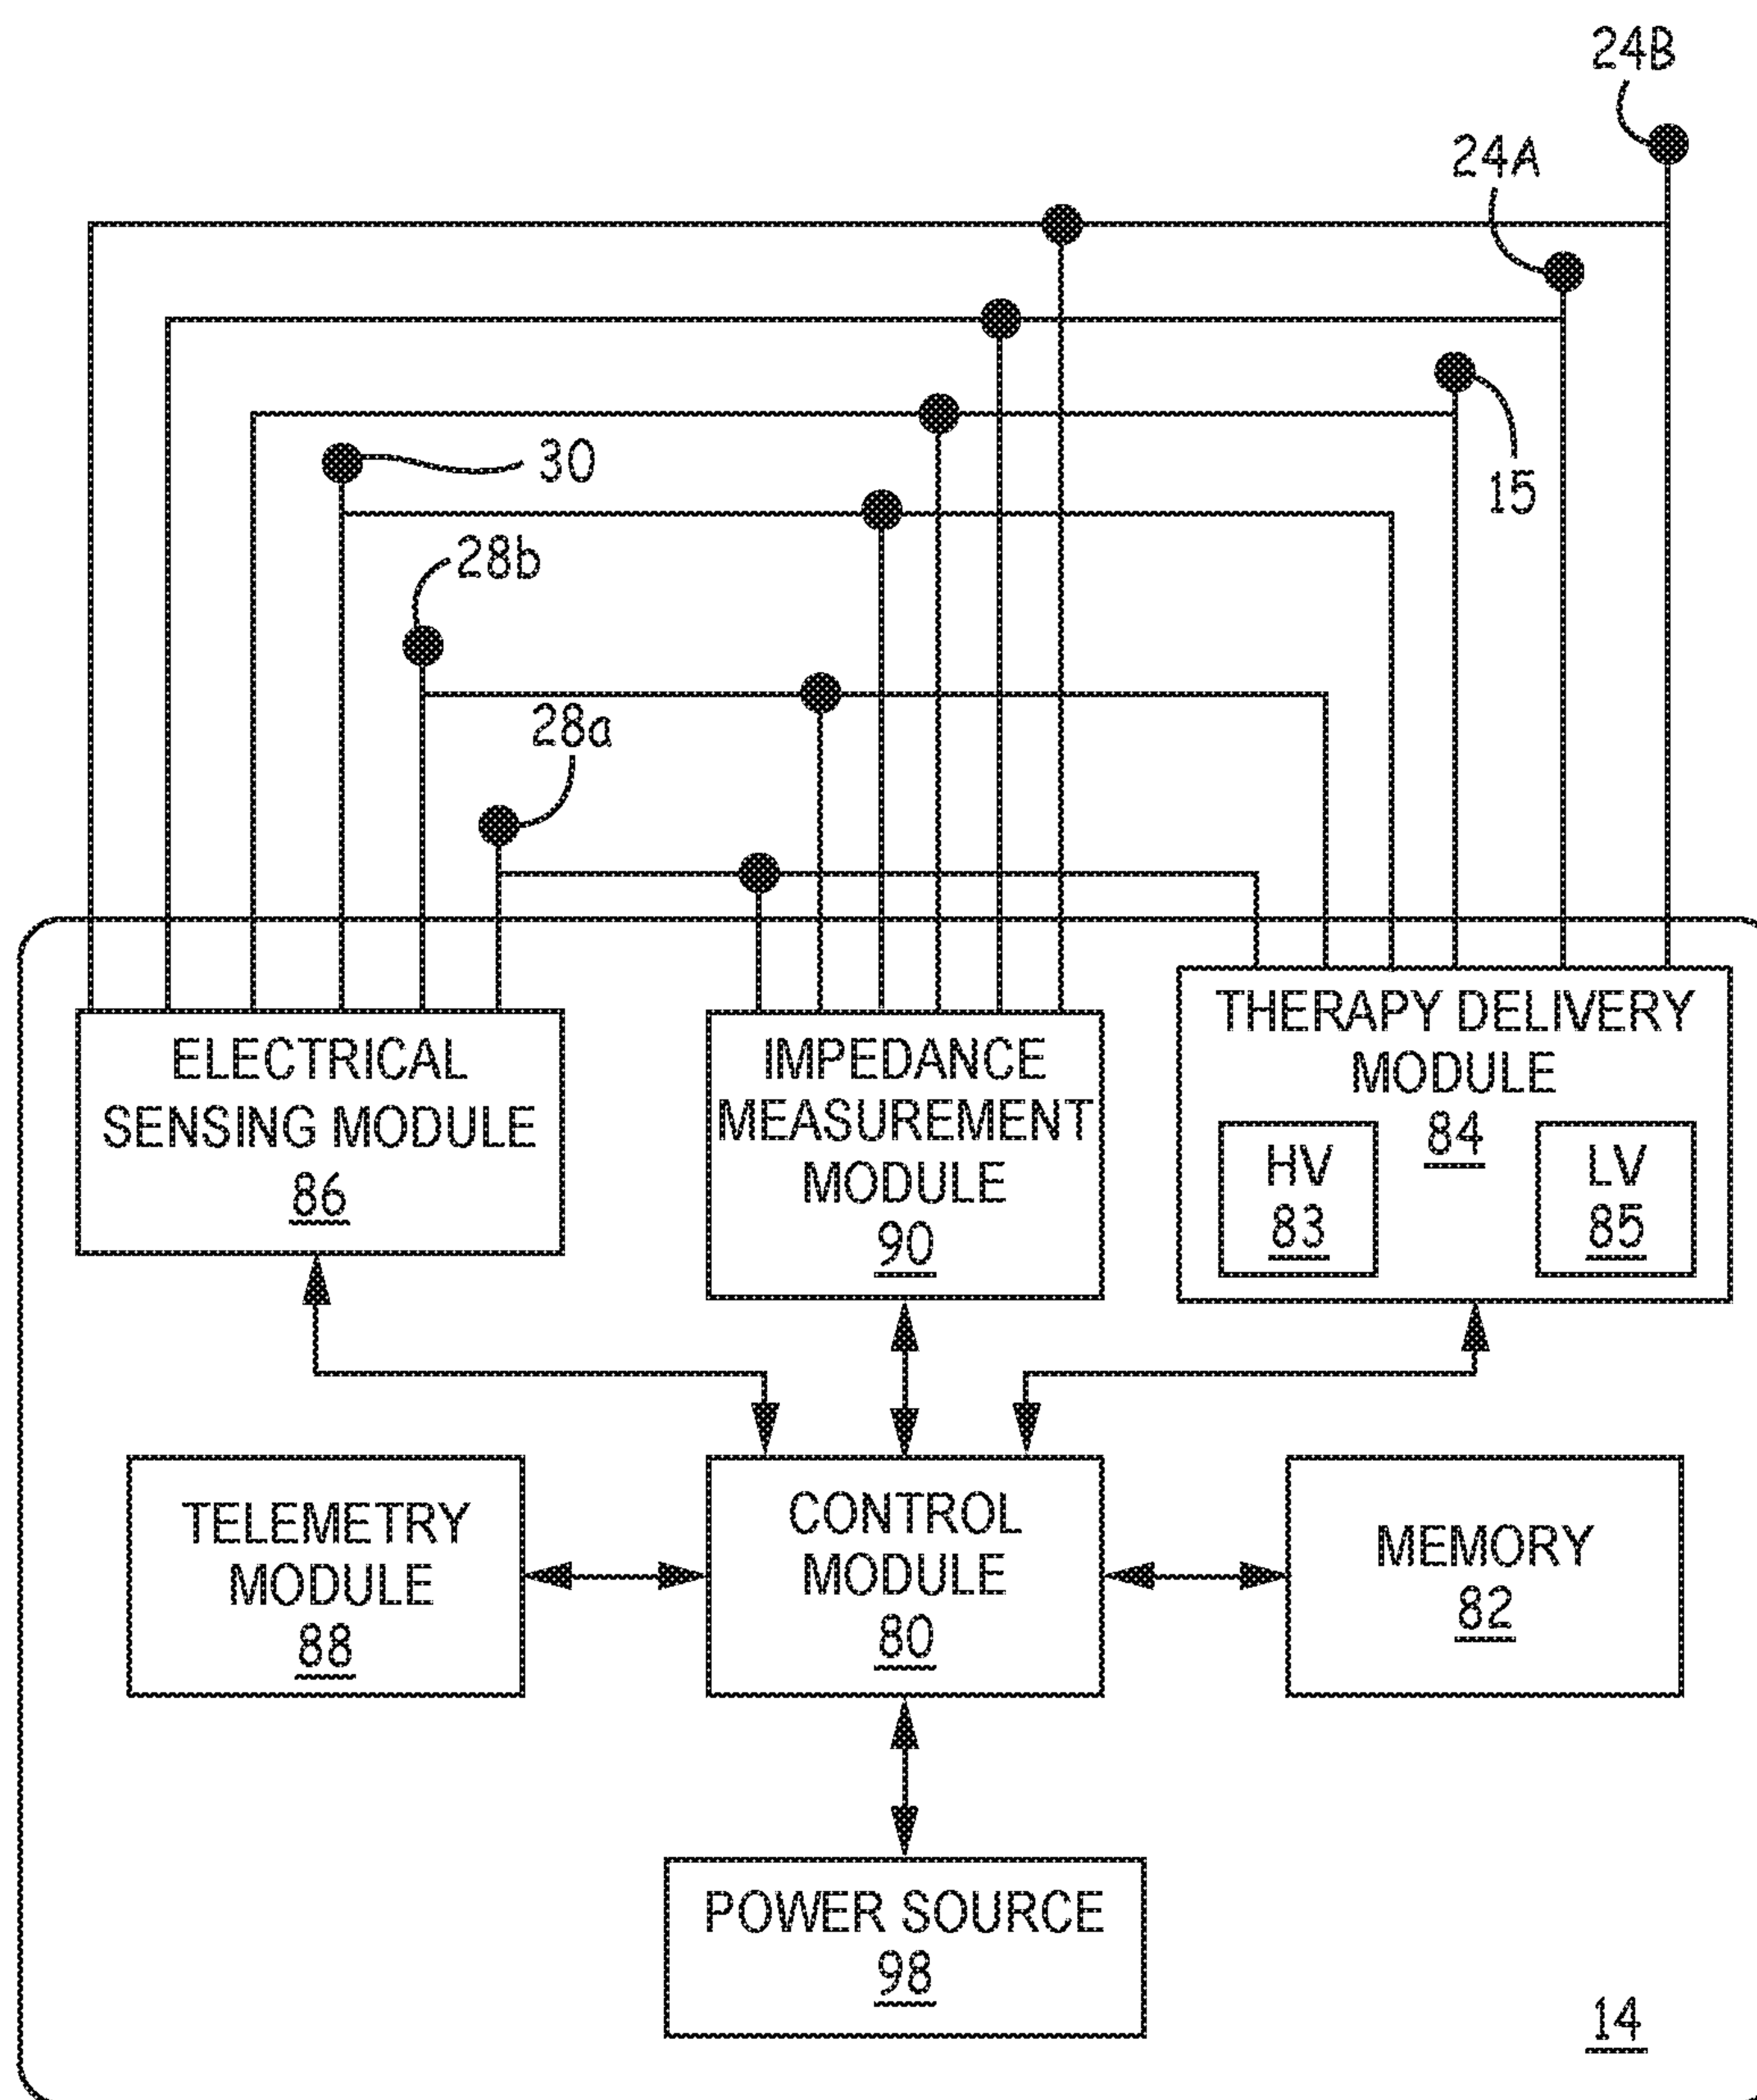 24B
24A
15
30
28b
28a
ELECTRICAL
SENSING MODULE
86
IMPEDANCE
MEASUREMENT
MODULE
90
THERAPY DELIVERY
MODULE
84
HV
83
LV
85
TELEMETRY
MODULE
88
CONTROL
MODULE
80
MEMORY
82
POWER SOURCE
98
14